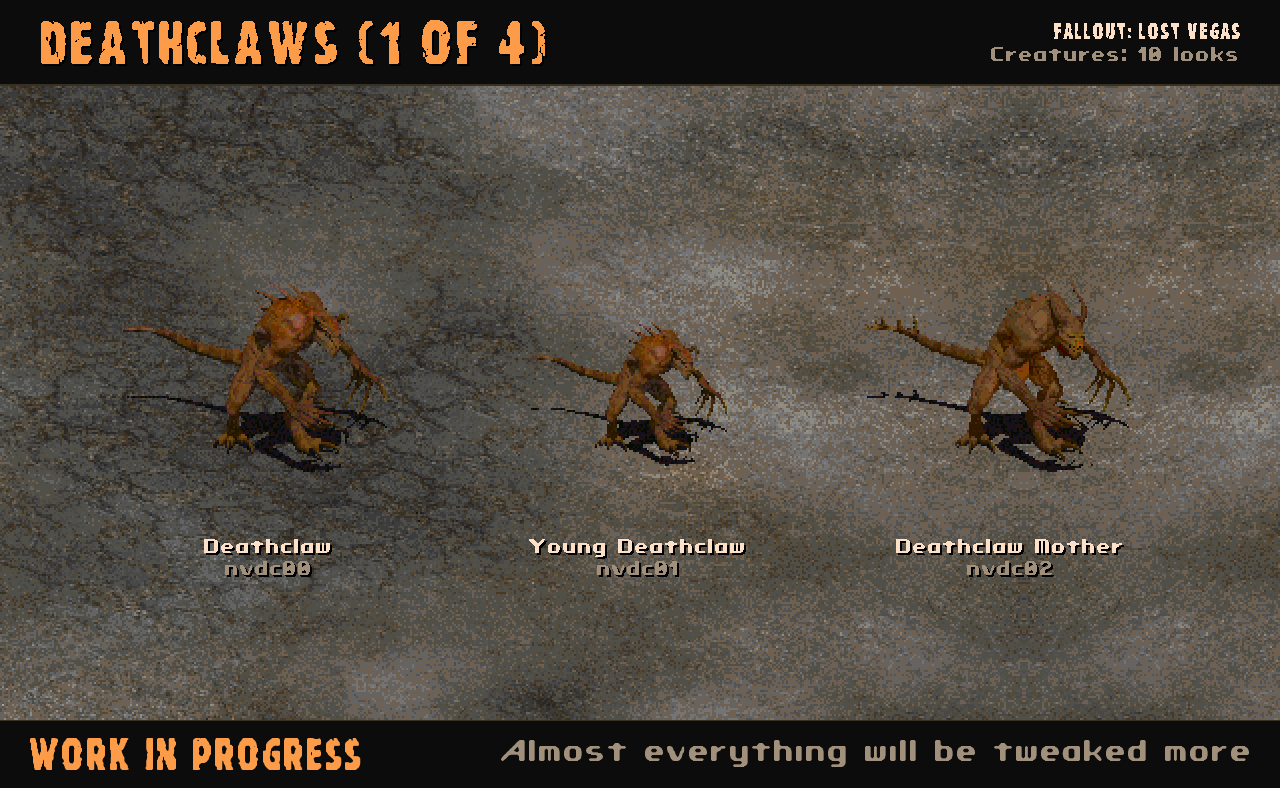 DEATHCLAWS (1 OF 4)
FALLOUT: LOST VEGAS
Creatures: 10 looks
Deathclaw
nvdc00
Young Deathclaw
nvdc01
Deathclaw Mother
nvdc02
WORK IN PROGRESS
Almost everything will be tweaked more